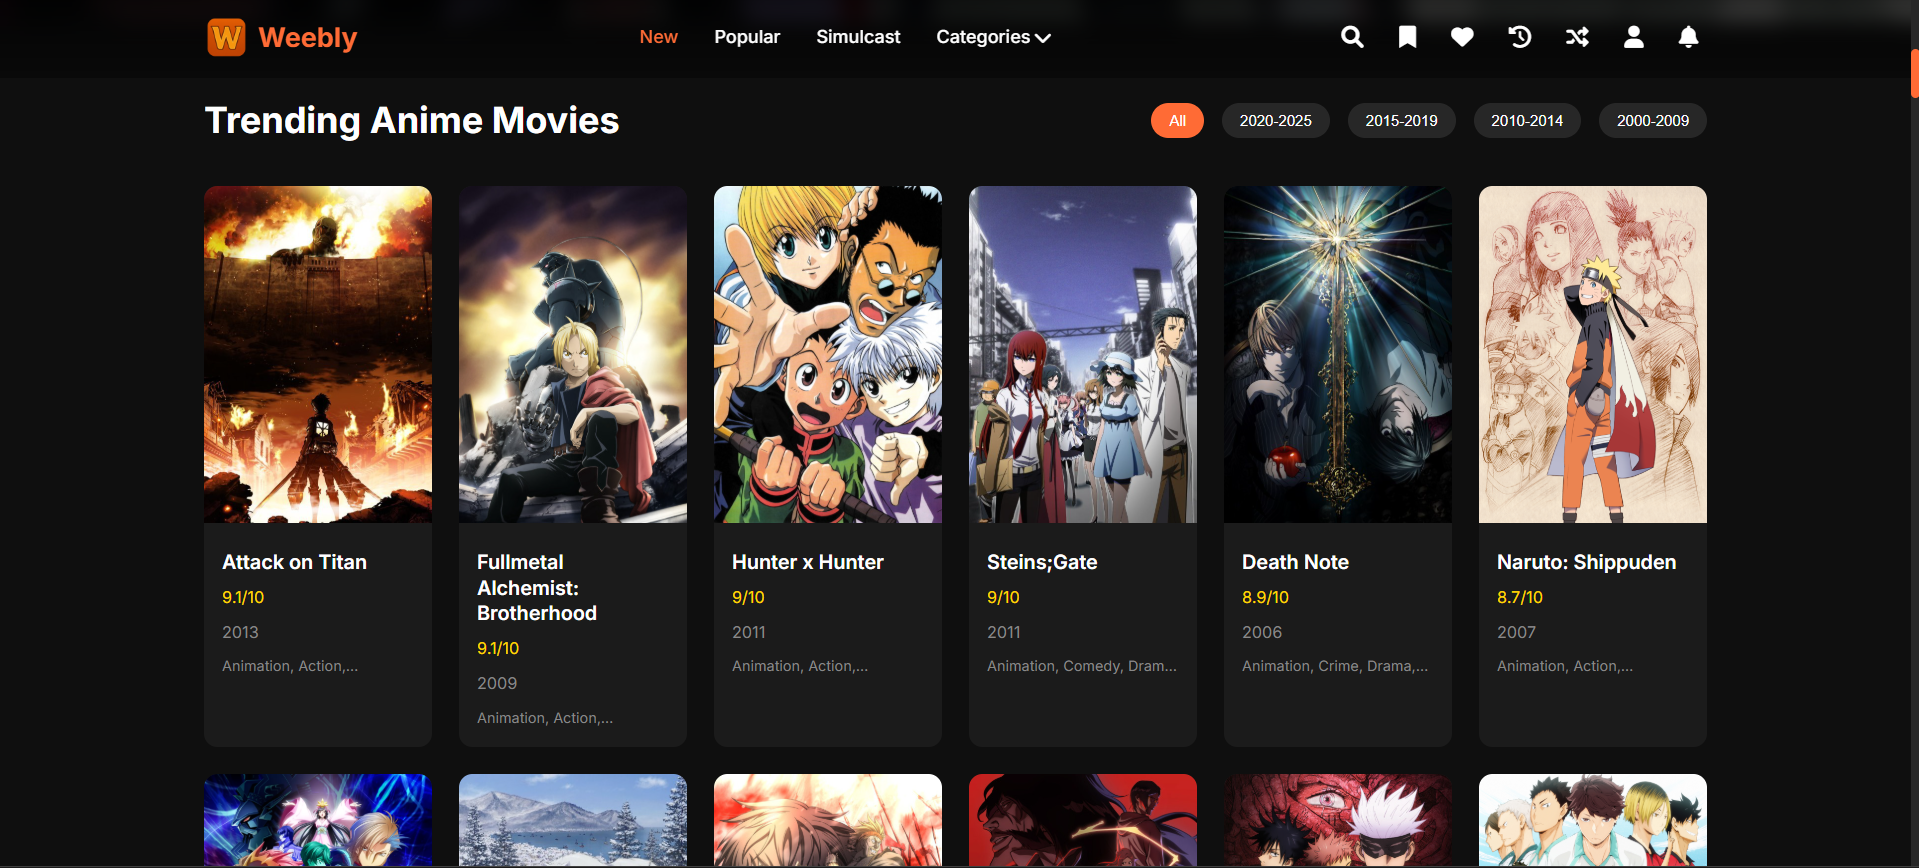 W Weebly
New Popular Simulcast Categories
Trending Anime Movies
All 2020-2025 2015-2019 2010-2014 2000-2009
Attack on Titan
9.1/10
2013
Animation, Action,...
Fullmetal
Alchemist:
Brotherhood
9.1/10
2009
Animation, Action,...
Hunter x Hunter
9/10
2011
Animation, Action,...
Steins;Gate
9/10
2011
Animation, Comedy, Dram...
Death Note
8.9/10
2006
Animation, Crime, Drama,...
Naruto: Shippuden
8.7/10
2007
Animation, Action,...